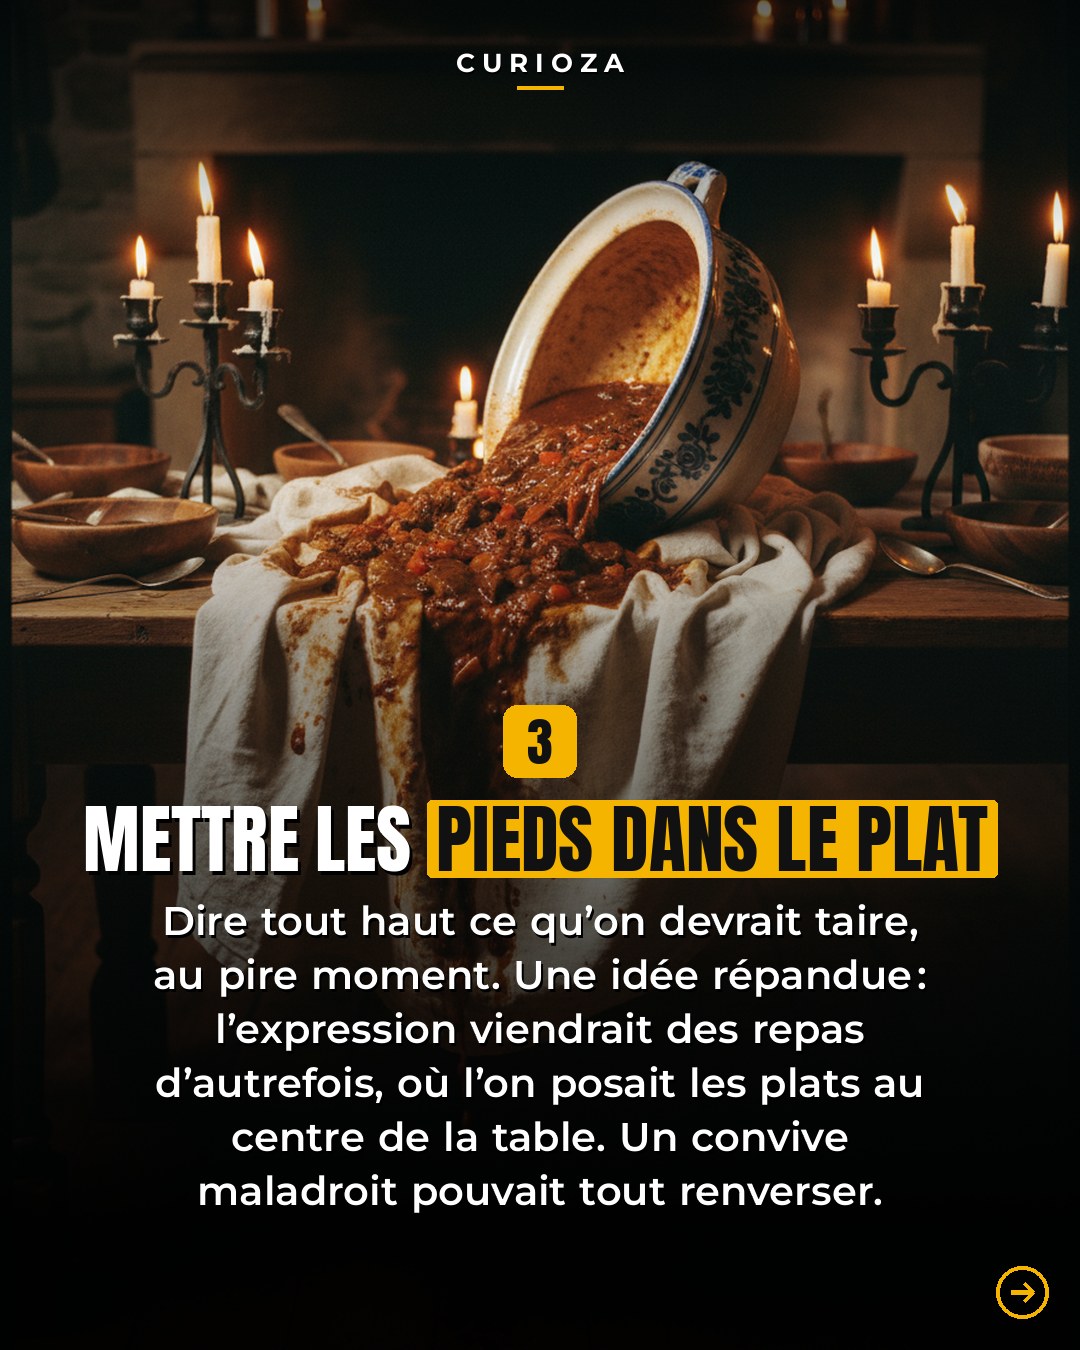 CURIOZA
3
METTRE LES PIEDS DANS LE PLAT
Dire tout haut ce qu’on devrait taire,
au pire moment. Une idée répandue :
l’expression viendrait des repas
d’autrefois, où l’on posait les plats au
centre de la table. Un convive
maladroit pouvait tout renverser.